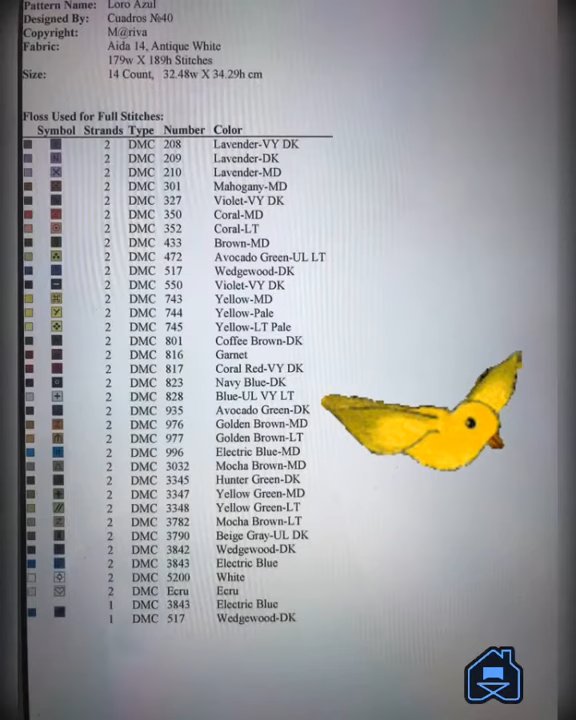 Pattern Name: Loro Azul
Designed By: Cuadros №40
Copyright: M@riva
Fabric: Aida 14, Antique White
179w X 189h Stitches
Size: 14 Count, 32.48w X 34.29h cm
Floss Used for Full Stitches:
Symbol Strands Type Number Color
2 DMC 208 Lavender-VY DK
2 DMC 209 Lavender-DK
2 DMC 210 Lavender-MD
2 DMC 301 Mahogany-MD
2 DMC 327 Violet-VY DK
2 DMC 350 Coral-MD
2 DMC 352 Coral-LT
2 DMC 433 Brown-MD
2 DMC 472 Avocado Green-UL LT
2 DMC 517 Wedgewood-DK
2 DMC 550 Violet-VY DK
2 DMC 743 Yellow-MD
2 DMC 744 Yellow-Pale
2 DMC 745 Yellow-LT Pale
2 DMC 801 Coffee Brown-DK
2 DMC 816 Garnet
2 DMC 817 Coral Red-VY DK
2 DMC 823 Navy Blue-DK
2 DMC 828 Blue-UL VY LT
2 DMC 935 Avocado Green-DK
2 DMC 976 Golden Brown-MD
2 DMC 977 Golden Brown-LT
2 DMC 996 Electric Blue-MD
2 DMC 3032 Mocha Brown-MD
2 DMC 3345 Hunter Green-DK
2 DMC 3347 Yellow Green-MD
2 DMC 3348 Yellow Green-LT
2 DMC 3782 Mocha Brown-LT
2 DMC 3790 Beige Gray-UL DK
2 DMC 3842 Wedgewood-DK
2 DMC 3843 Electric Blue
2 DMC 5200 White
2 DMC Ecru Ecru
1 DMC 3843 Electric Blue
1 DMC 517 Wedgewood-DK